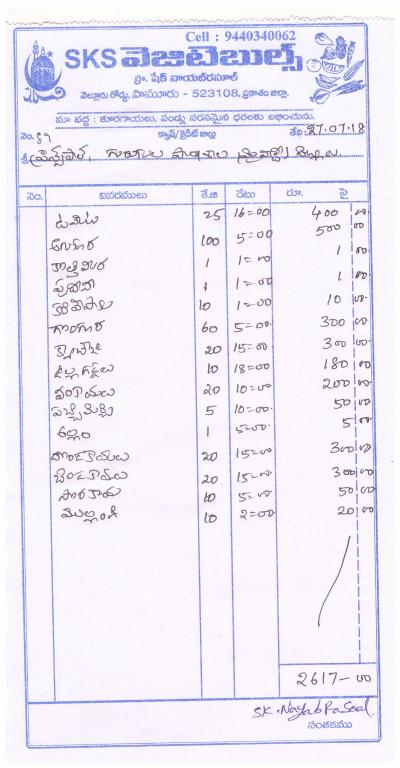 Cell : 9440340062
SKS వెజిటెబుల్స్
ప్రొ. షేక్ నాయబ్‌రసూల్
వెల్లూరు రోడ్డు, పామూరు - 523108, ప్రకాశం జిల్లా.
మా వద్ద : కూరగాయలు, పండ్లు సరసమైన ధరలకు లభించును.
నెం. క్యాష్/క్రెడిట్ బిల్లు తేది: 27.07.18
శ్రీ ప్రిన్సిపాల్, గురుకుల పాఠశాల
నెం. వివరములు కే.జి రేటు రూ. పై
టమోటా 25 16=00 400 00
100 5=00 500 00
కొత్తిమీర 1 1=00 1 00
పుదీనా 1 1=00 1 00
కరివేపాకు 10 1=00 10 00
గోంగూర 60 5=00 300 00
20 15=00 300 00
ఉల్లగడ్డలు 10 18=00 180 00
వంకాయలు 20 10=00 200 00
పచ్చిమిర్చి 5 10=00 50 00
అల్లం 1 5=00 5 00
దొండకాయలు 20 15=00 300 00
బెండకాయలు 20 15=00 300 00
సొరకాయ 10 5=00 50 00
ముల్లంగి 10 2=00 20 00
2617-00
SK. Nayab Rasool
సంతకము